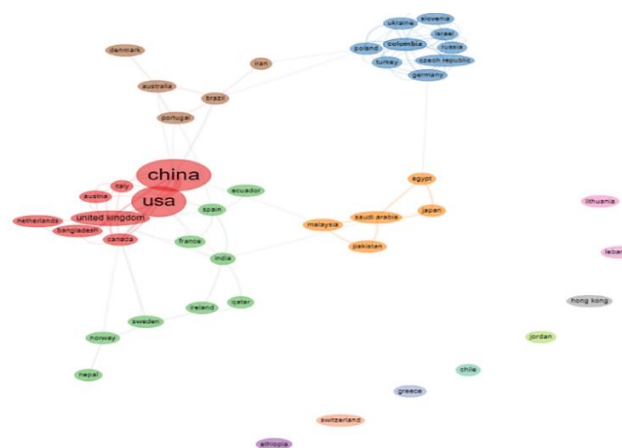 ukraine
slovenia
israel
columbia
poland
russia
czech republic
turkey
germany
denmark
iran
australia
brazil
portugal
china
usa
italy
austria
united kingdom
netherlands
bangladesh
canada
ecuador
spain
france
india
ireland
qatar
sweden
norway
nepal
egypt
saudi arabia
japan
malaysia
pakistan
lithuania
leban
hong kong
jordan
chile
greece
switzerland
ethiopia